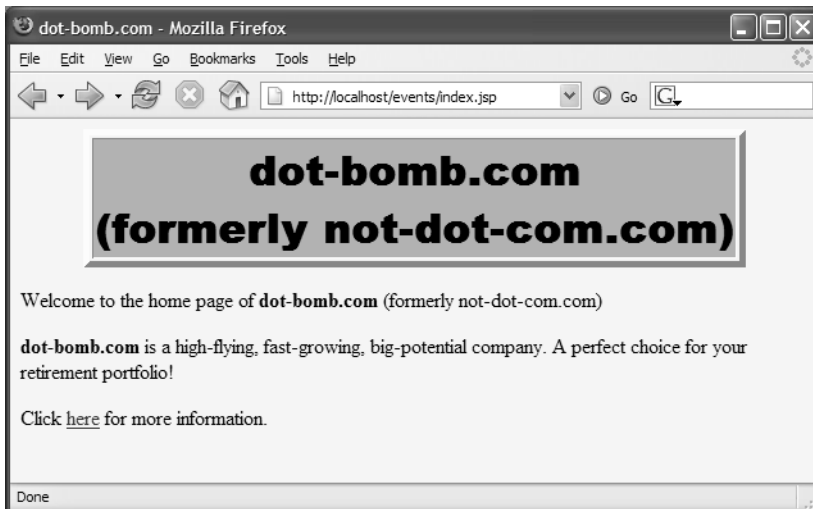 dot-bomb.com - Mozilla Firefox
File Edit View Go Bookmarks Tools Help
http://localhost/events/index.jsp Go G
dot-bomb.com
(formerly not-dot-com.com)
Welcome to the home page of dot-bomb.com (formerly not-dot-com.com)
dot-bomb.com is a high-flying, fast-growing, big-potential company. A perfect choice for your
retirement portfolio!
Click here for more information.
Done